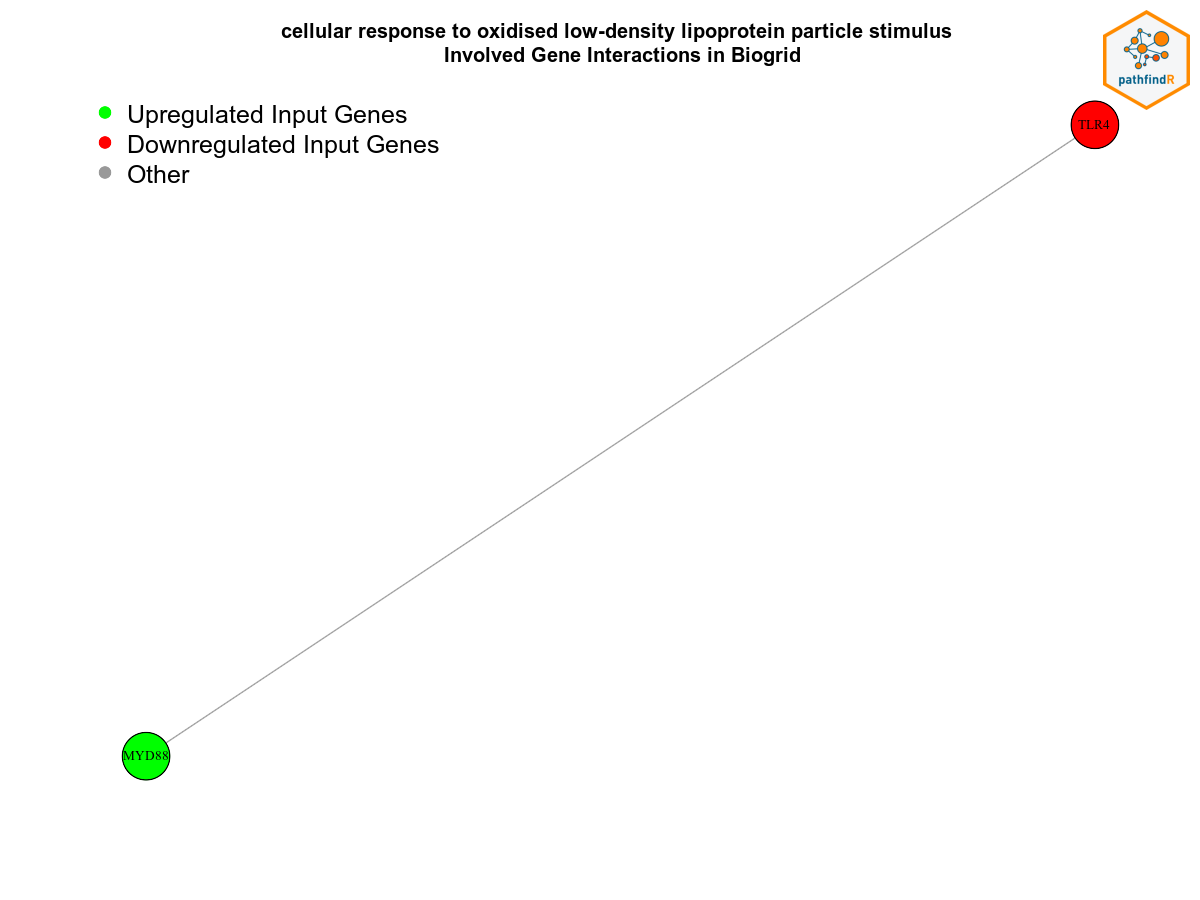 cellular response to oxidised low-density lipoprotein particle stimulus
Involved Gene Interactions in Biogrid
pathfindR
Upregulated Input Genes
Downregulated Input Genes
Other
TLR4
MYD88